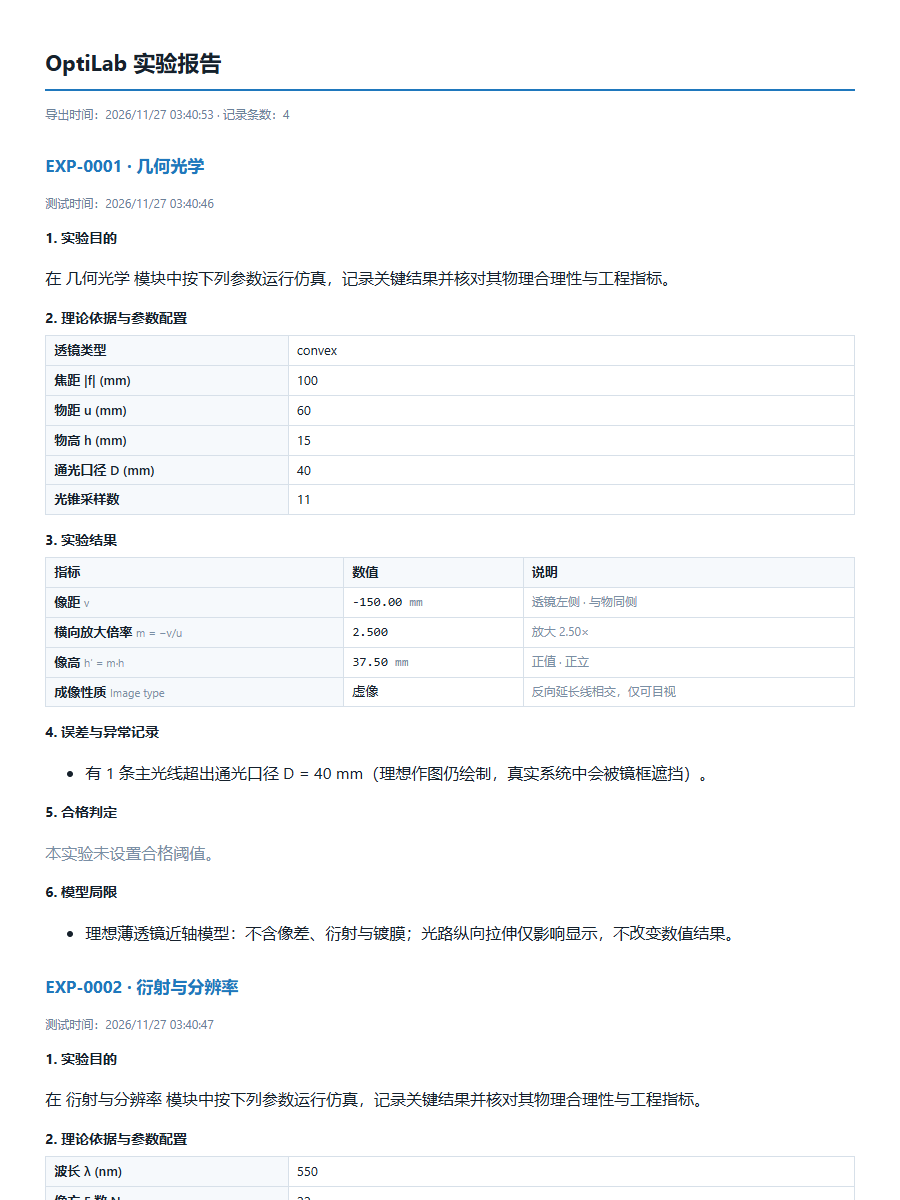 OptiLab 实验报告
导出时间：2026/11/27 03:40:53 · 记录条数：4
EXP-0001 · 几何光学
测试时间：2026/11/27 03:40:46
1. 实验目的
在 几何光学 模块中按下列参数运行仿真，记录关键结果并核对其物理合理性与工程指标。
2. 理论依据与参数配置
透镜类型 convex
焦距 |f| (mm) 100
物距 u (mm) 60
物高 h (mm) 15
通光口径 D (mm) 40
光锥采样数 11
3. 实验结果
指标 数值 说明
像距 v -150.00 mm 透镜左侧 · 与物同侧
横向放大倍率 m = −v/u 2.500 放大 2.50×
像高 h' = m·h 37.50 mm 正值 · 正立
成像性质 Image type 虚像 反向延长线相交，仅可目视
4. 误差与异常记录
• 有 1 条主光线超出通光口径 D = 40 mm（理想作图仍绘制，真实系统中会被镜框遮挡）。
5. 合格判定
本实验未设置合格阈值。
6. 模型局限
• 理想薄透镜近轴模型：不含像差、衍射与镀膜；光路纵向拉伸仅影响显示，不改变数值结果。
EXP-0002 · 衍射与分辨率
测试时间：2026/11/27 03:40:47
1. 实验目的
在 衍射与分辨率 模块中按下列参数运行仿真，记录关键结果并核对其物理合理性与工程指标。
2. 理论依据与参数配置
波长 λ (nm) 550